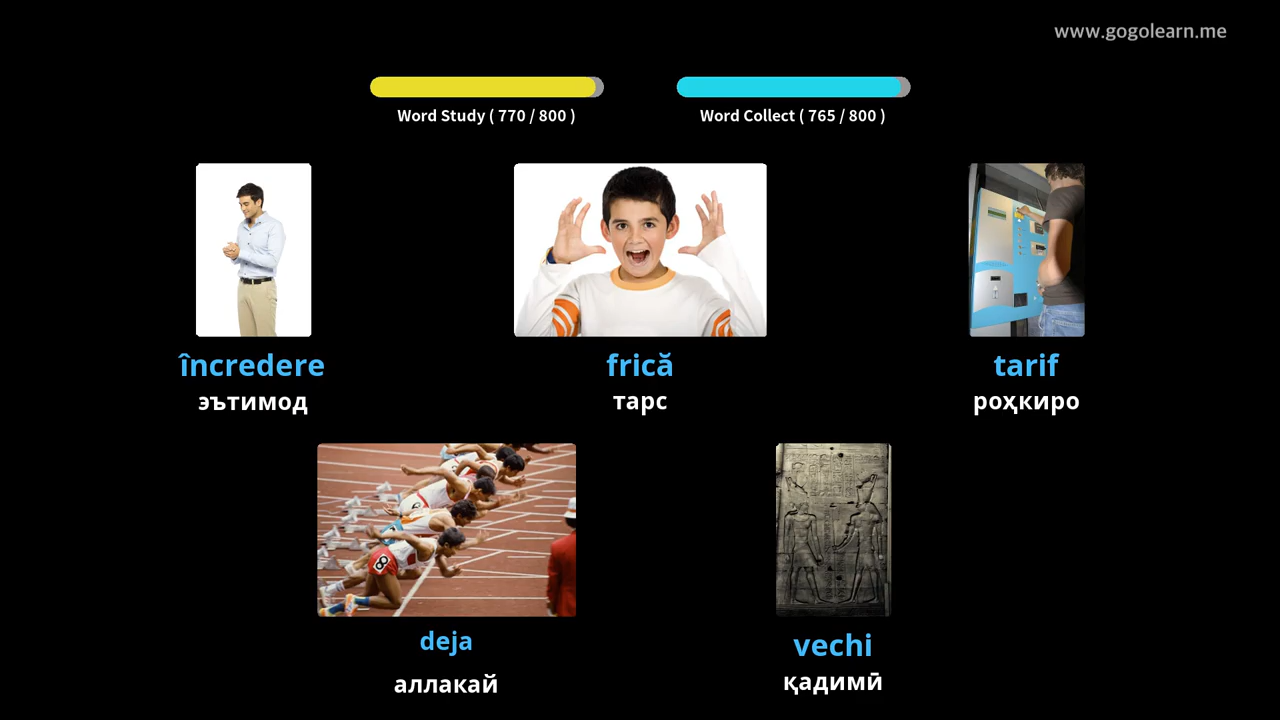 www.gogolearn.me
Word Study ( 770 / 800 )
Word Collect ( 765 / 800 )
încredere
эътимод
frică
тарс
tarif
роҳкиро
deja
аллакай
vechi
қадимӣ